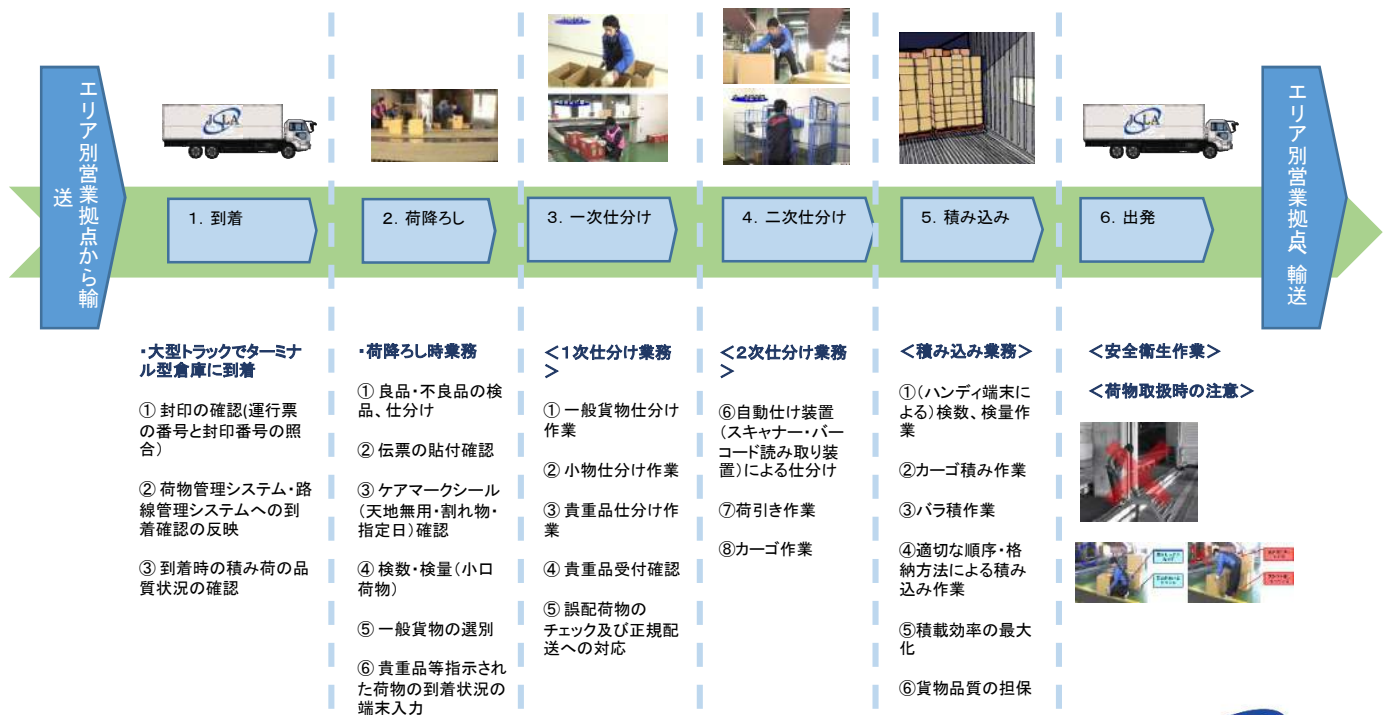 エリア別営業拠点から輸
送
JSLA
1. 到着
2. 荷降ろし
3. 一次仕分け
4. 二次仕分け
5. 積み込み
JSLA
6. 出発
エリア別営業拠点へ輸送
・大型トラックでターミナ
ル型倉庫に到着
① 封印の確認(運行票
の番号と封印番号の照
合)
② 荷物管理システム・路
線管理システムへの到
着確認の反映
③ 到着時の積み荷の品
質状況の確認
・荷降ろし時業務
① 良品・不良品の検
品、仕分け
② 伝票の貼付確認
③ ケアマークシール
(天地無用・割れ物・
指定日)確認
④ 検数・検量(小口
荷物)
⑤ 一般貨物の選別
⑥ 貴重品等指示され
た荷物の到着状況の
端末入力
<1次仕分け業務
>
① 一般貨物仕分け
作業
② 小物仕分け作業
③ 貴重品仕分け作
業
④ 貴重品受付確認
⑤ 誤配荷物の
チェック及び正規配
送への対応
<2次仕分け業務
>
⑥自動仕け装置
(スキャナー・バー
コード読み取り装
置)による仕分け
⑦荷引き作業
⑧カーゴ作業
<積み込み業務>
①(ハンディ端末に
よる)検数、検量作
業
②カーゴ積み作業
③バラ積作業
④適切な順序・格
納方法による積み
込み作業
⑤積載効率の最大
化
⑥貨物品質の担保
<安全衛生作業>
<荷物取扱時の注意>